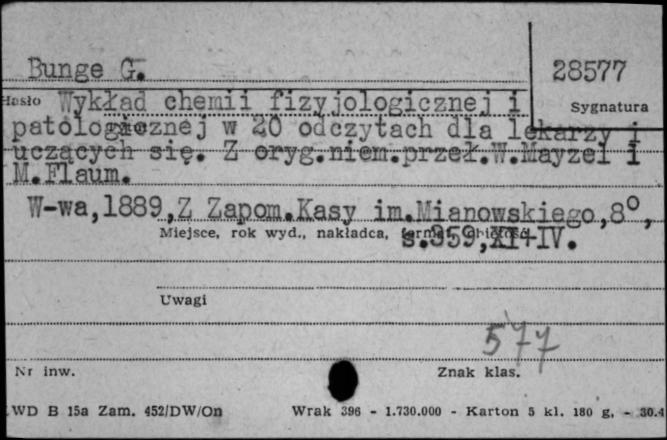 Bunge G.
28577
Hasło
Sygnatura
Wykład chemii fizyjologicznej i
patologicznej w 20 odczytach dla lekarzy i
uczących się. Z oryg.niem.przeł.W.Mayzel i
M.Flaum.
W-wa,1889,Z Zapom.Kasy im.Mianowskiego,8°,
s.359,XI+IV.
Miejsce, rok wyd., nakładca, format, objętość
Uwagi
577
Nr inw.
Znak klas.
WD B 15a Zam. 452/DW/On
Wrak 396 - 1.730.000 - Karton 5 kl. 180 g, - 30.4